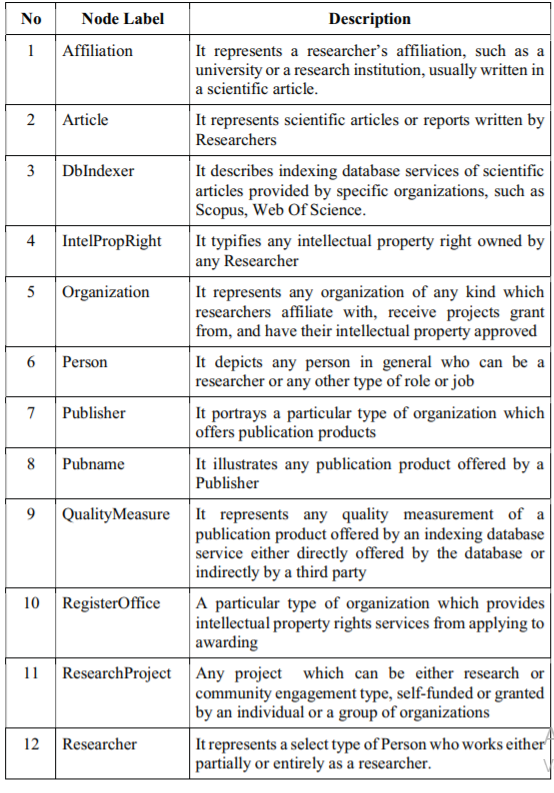 No Node Label Description
1 Affiliation It represents a researcher's affiliation, such as a
university or a research institution, usually written in
a scientific article.
2 Article It represents scientific articles or reports written by
Researchers
3 DbIndexer It describes indexing database services of scientific
articles provided by specific organizations, such as
Scopus, Web Of Science.
4 IntelPropRight It typifies any intellectual property right owned by
any Researcher
5 Organization It represents any organization of any kind which
researchers affiliate with, receive projects grant
from, and have their intellectual property approved
6 Person It depicts any person in general who can be a
researcher or any other type of role or job
7 Publisher It portrays a particular type of organization which
offers publication products
8 Pubname It illustrates any publication product offered by a
Publisher
9 QualityMeasure It represents any quality measurement of a
publication product offered by an indexing database
service either directly offered by the database or
indirectly by a third party
10 RegisterOffice A particular type of organization which provides
intellectual property rights services from applying to
awarding
11 ResearchProject Any project which can be either research or
community engagement type, self-funded or granted
by an individual or a group of organizations
12 Researcher It represents a select type of Person who works either
partially or entirely as a researcher.